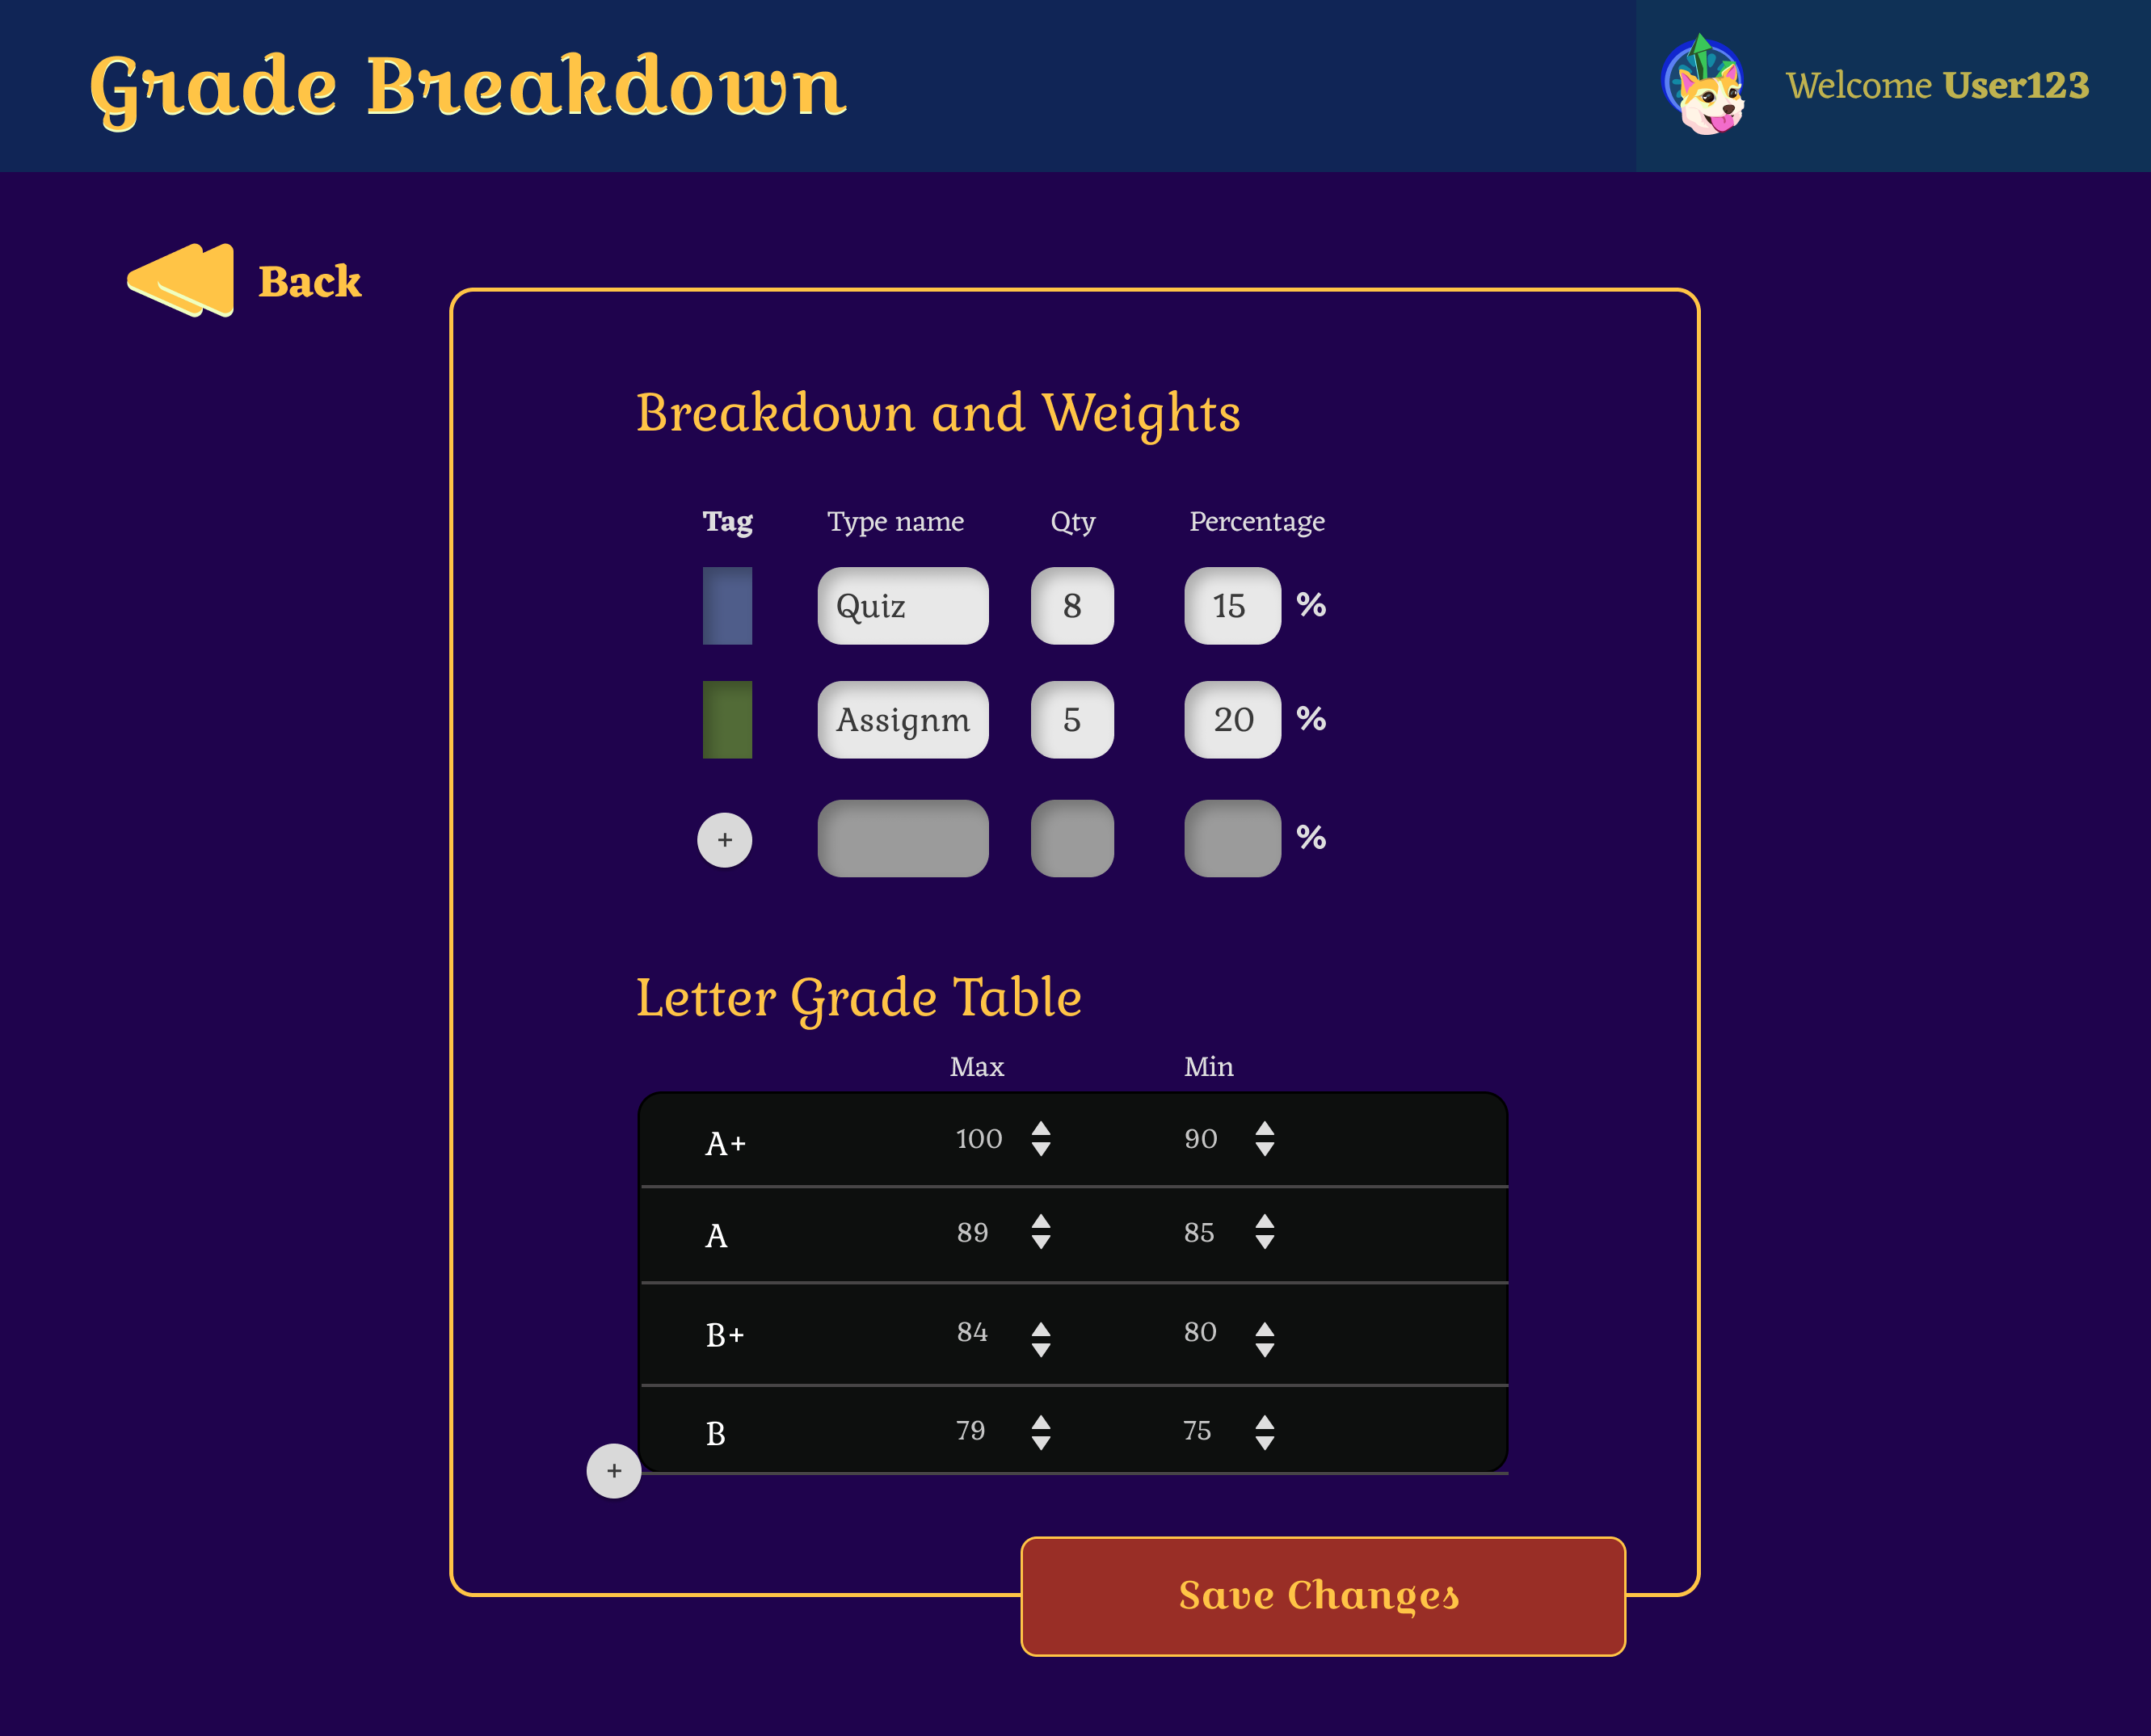 Grade Breakdown
Welcome User123
Back
Breakdown and Weights
Tag Type name Qty Percentage
Quiz 8 15 %
Assignm 5 20 %
+ %
Letter Grade Table
Max Min
A+ 100 90
A 89 85
B+ 84 80
B 79 75
+
Save Changes